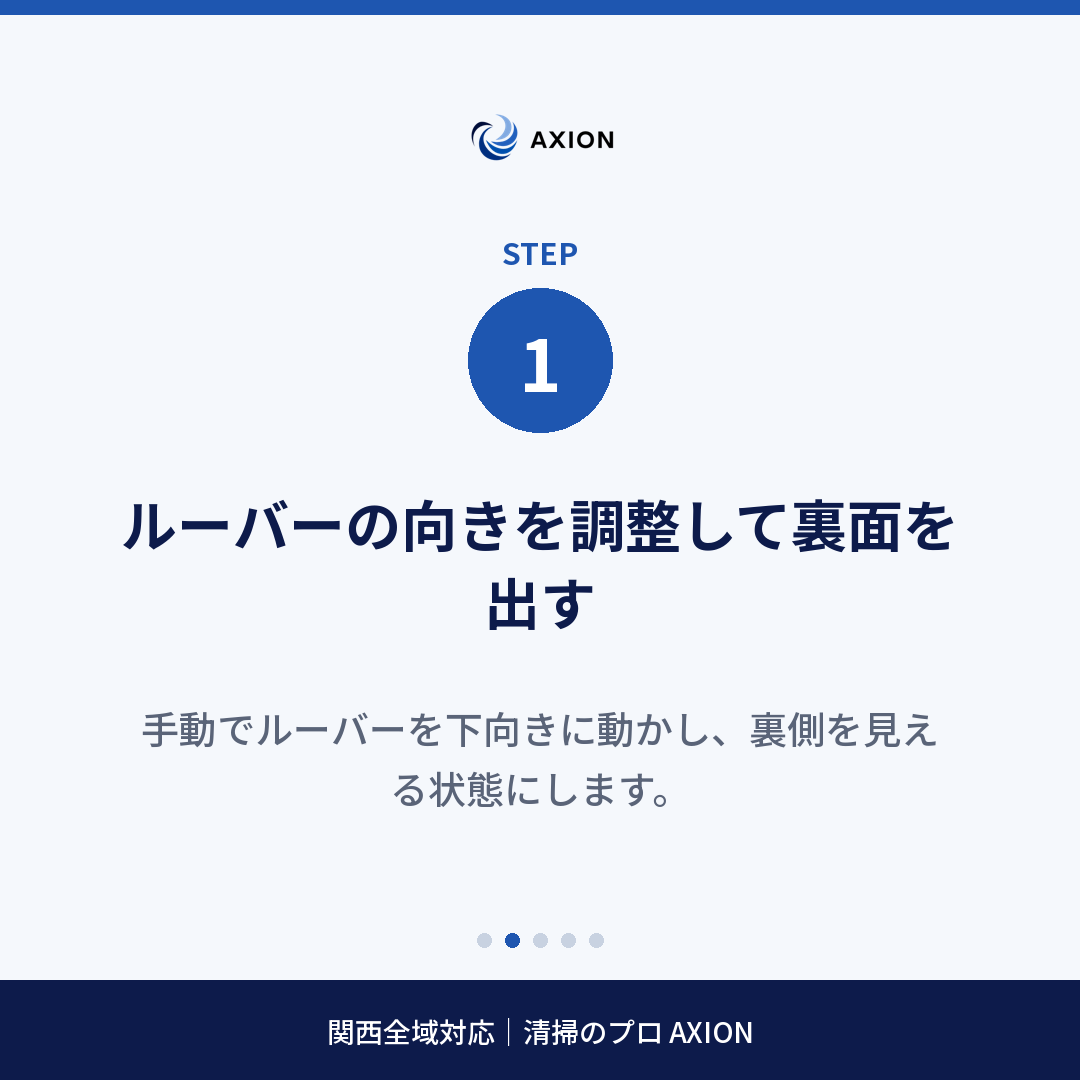 AXION
STEP
1
ルーバーの向きを調整して裏面を
出す
手動でルーバーを下向きに動かし、裏側を見え
る状態にします。
関西全域対応｜清掃のプロ AXION